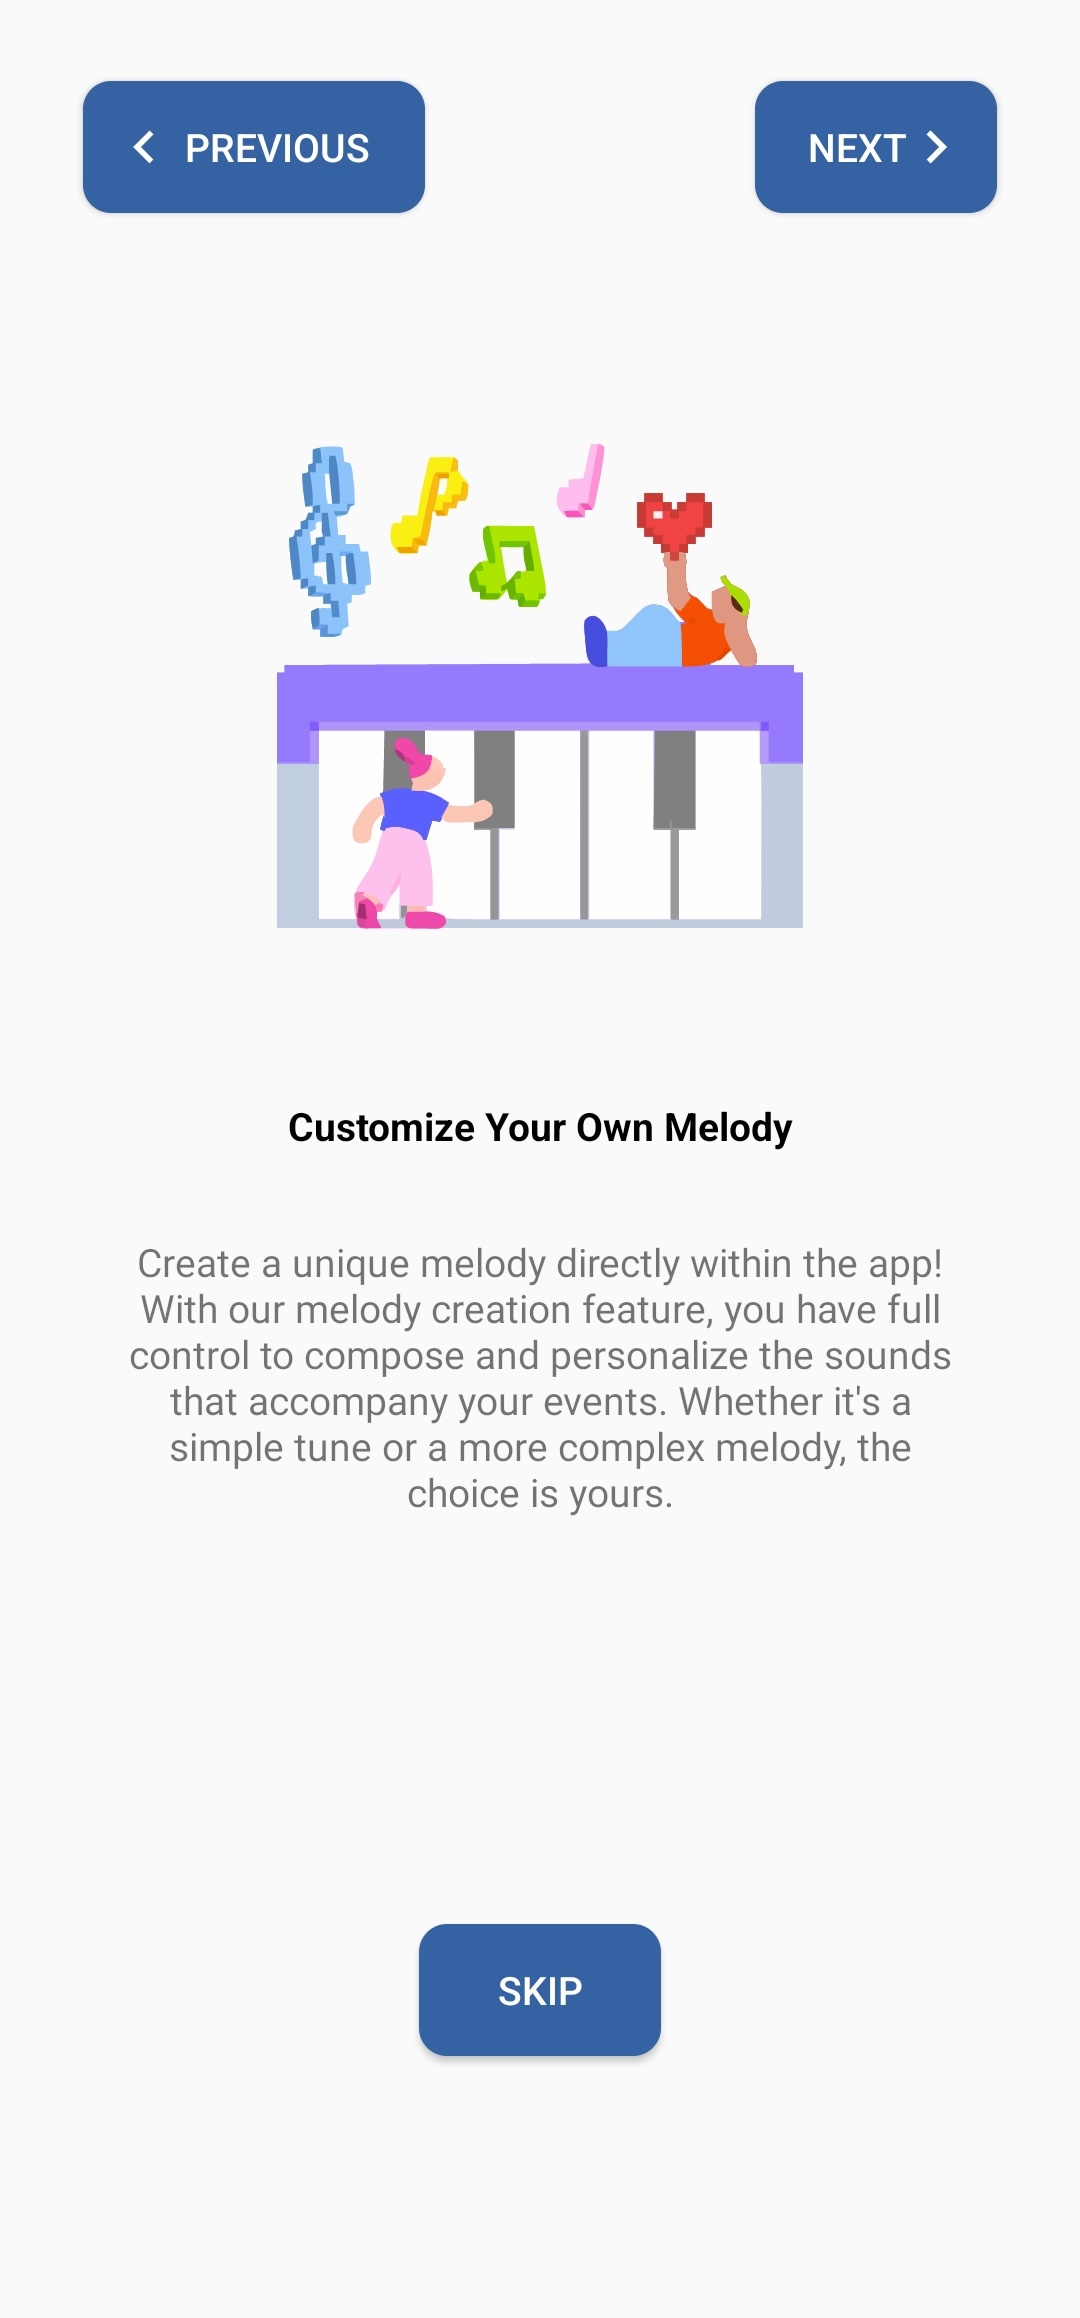 PREVIOUS
NEXT
Customize Your Own Melody
Create a unique melody directly within the app!
With our melody creation feature, you have full
control to compose and personalize the sounds
that accompany your events. Whether it's a
simple tune or a more complex melody, the
choice is yours.
SKIP